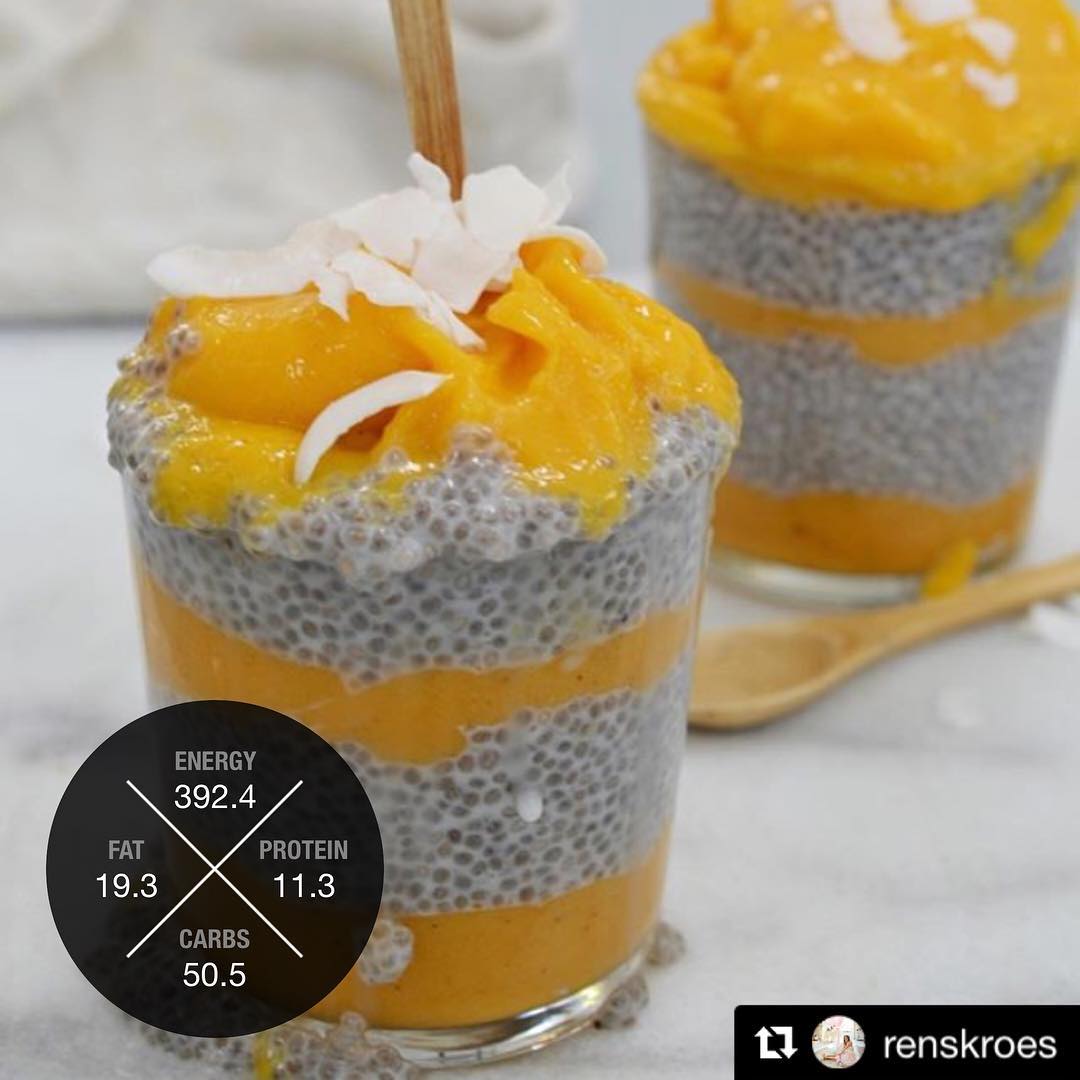 ENERGY
392.4
FAT
19.3
PROTEIN
11.3
CARBS
50.5
renskroes